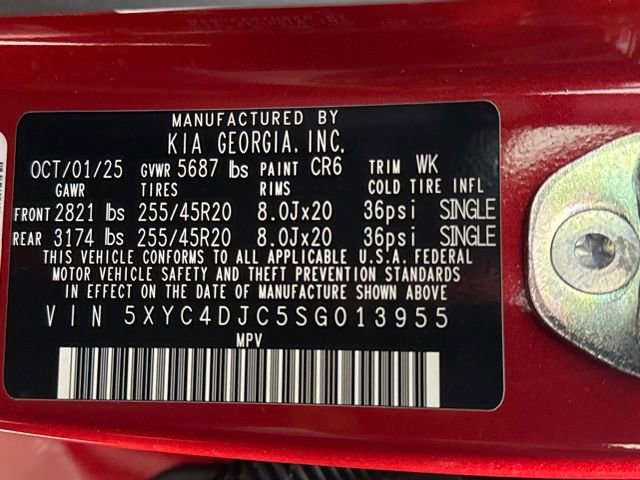 MANUFACTURED BY
KIA GEORGIA, INC.
OCT/01/25 GVWR 5687 lbs PAINT CR6 TRIM WK
GAWR TIRES RIMS COLD TIRE INFL
FRONT 2821 lbs 255/45R20 8.0Jx20 36psi SINGLE
REAR 3174 lbs 255/45R20 8.0Jx20 36psi SINGLE
THIS VEHICLE CONFORMS TO ALL APPLICABLE U.S.A. FEDERAL
MOTOR VEHICLE SAFETY AND THEFT PREVENTION STANDARDS
IN EFFECT ON THE DATE OF MANUFACTURE SHOWN ABOVE
VIN 5XYC4DJC5SG013955
MPV